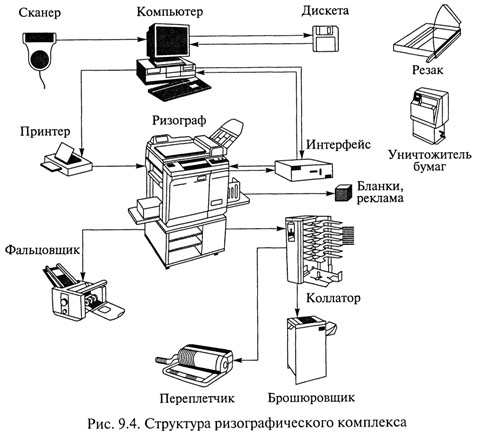 Сканер
Компьютер
Дискета
Резак
Принтер
Ризограф
Интерфейс
Уничтожитель
бумаг
Бланки,
реклама
Фальцовщик
Коллатор
Переплетчик
Брошюровщик
Рис. 9.4. Структура ризографического комплекса